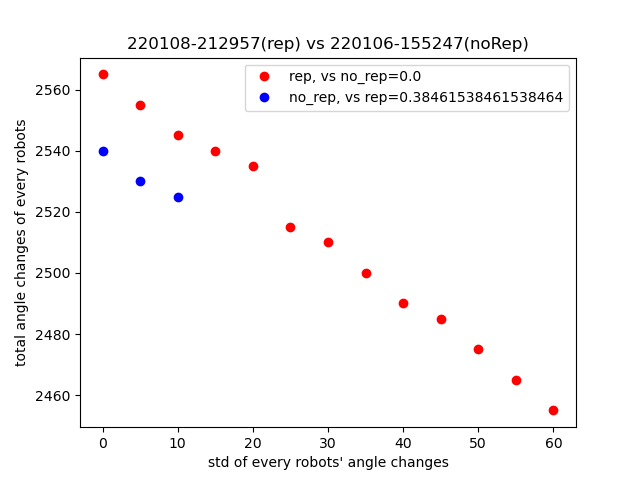 220108-212957(rep) vs 220106-155247(noRep)
rep, vs no_rep=0.0
no_rep, vs rep=0.38461538461538464
total angle changes of every robots
2560
2540
2520
2500
2480
2460
0 10 20 30 40 50 60
std of every robots' angle changes